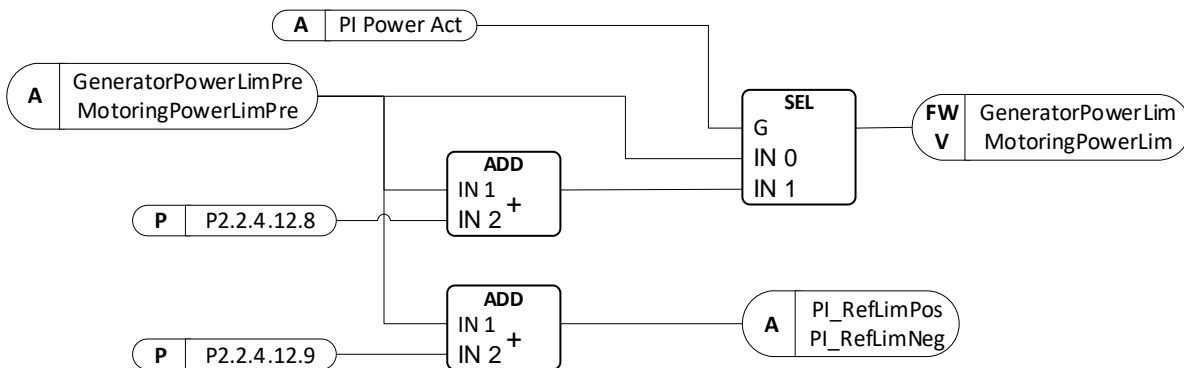 A PI Power Act
A GeneratorPowerLimPre
MotoringPowerLimPre
SEL
G
IN 0
IN 1
FW GeneratorPowerLim
V MotoringPowerLim
ADD
IN 1
IN 2 +
P P2.2.4.12.8
ADD
IN 1
IN 2 +
P P2.2.4.12.9
A PI_RefLimPos
PI_RefLimNeg